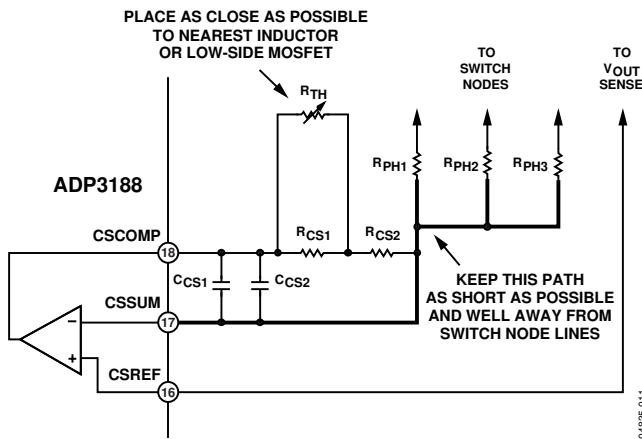 PLACE AS CLOSE AS POSSIBLE
TO NEAREST INDUCTOR
OR LOW-SIDE MOSFET
TO
SWITCH
NODES
TO
VOUT
SENSE
RTH
RPH1
RPH2
RPH3
ADP3188
CSCOMP
18
RCS1
RCS2
CCS1
CCS2
KEEP THIS PATH
AS SHORT AS POSSIBLE
AND WELL AWAY FROM
SWITCH NODE LINES
CSSUM
17
−
+
CSREF
16